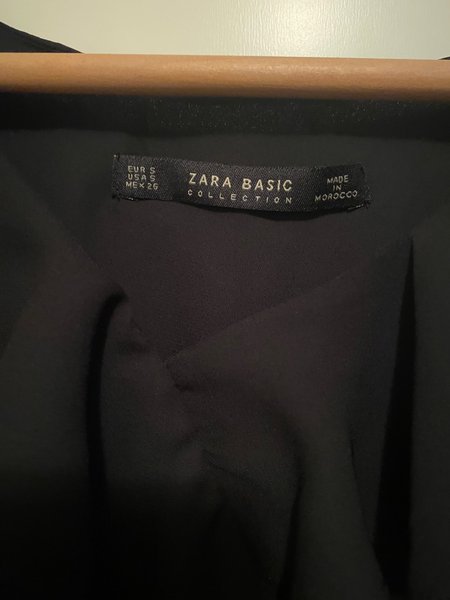 EUR S
USA S
MEX 26
ZARA BASIC
COLLECTION
MADE
IN
MOROCCO